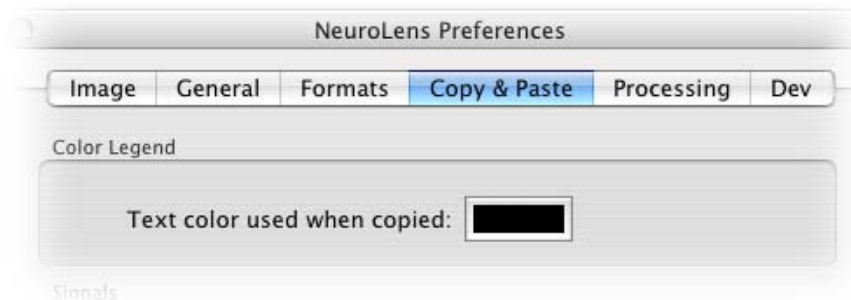 NeuroLens Preferences
Image General Formats Copy & Paste Processing Dev
Color Legend
Text color used when copied:
Signals